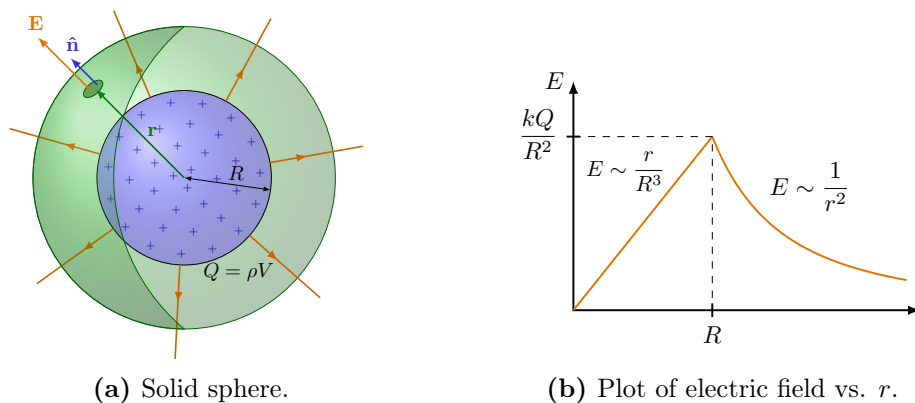 E
n̂
r
R
Q = ρV
(a) Solid sphere.
E
kQ/R²
E ∼ r/R³
E ∼ 1/r²
R
(b) Plot of electric field vs. r.